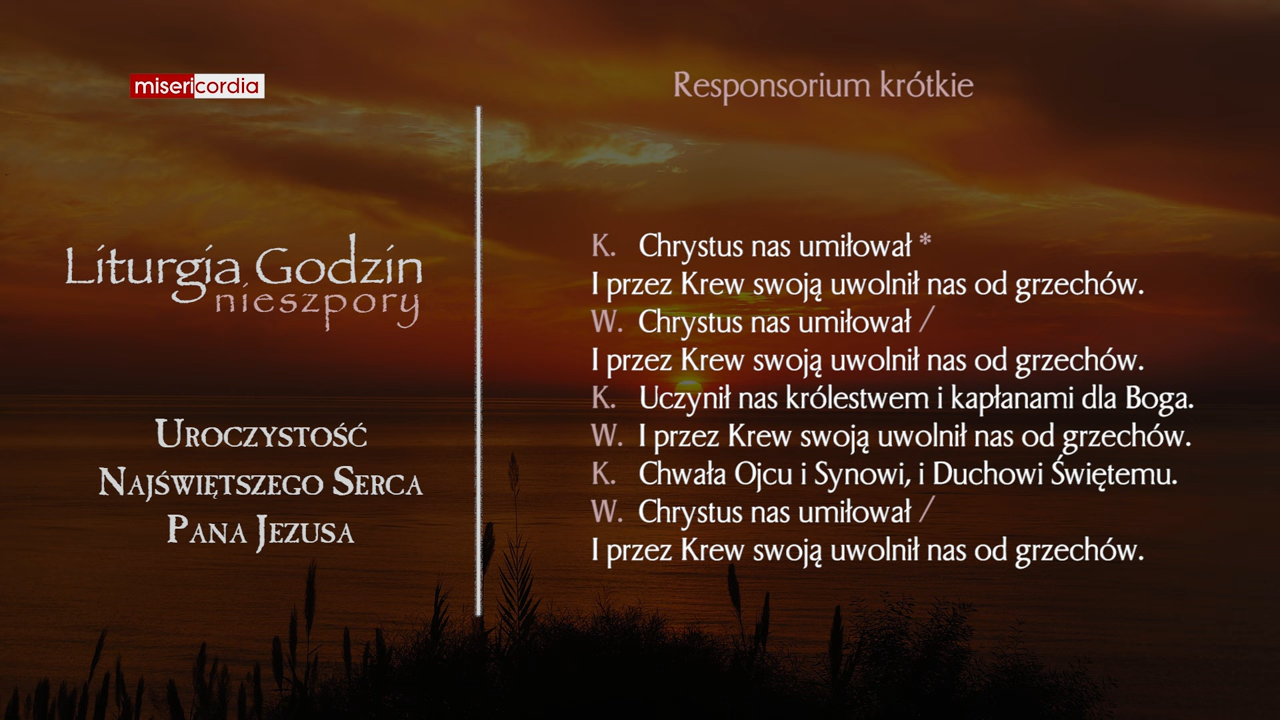 misericordia
Liturgia Godzin
nieszpory
Uroczystość
Najświętszego Serca
Pana Jezusa
Responsorium krótkie
K. Chrystus nas umiłował *
I przez Krew swoją uwolnił nas od grzechów.
W. Chrystus nas umiłował /
I przez Krew swoją uwolnił nas od grzechów.
K. Uczynił nas królestwem i kapłanami dla Boga.
W. I przez Krew swoją uwolnił nas od grzechów.
K. Chwała Ojcu i Synowi, i Duchowi Świętemu.
W. Chrystus nas umiłował /
I przez Krew swoją uwolnił nas od grzechów.